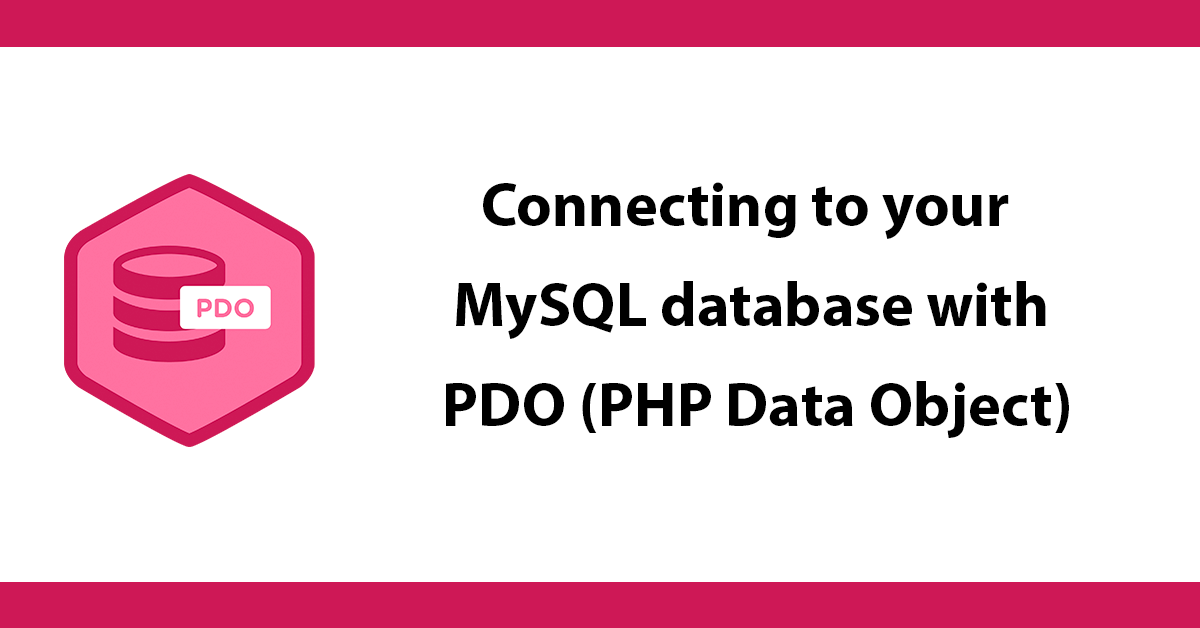 PDO
Connecting to your
MySQL database with
PDO (PHP Data Object)